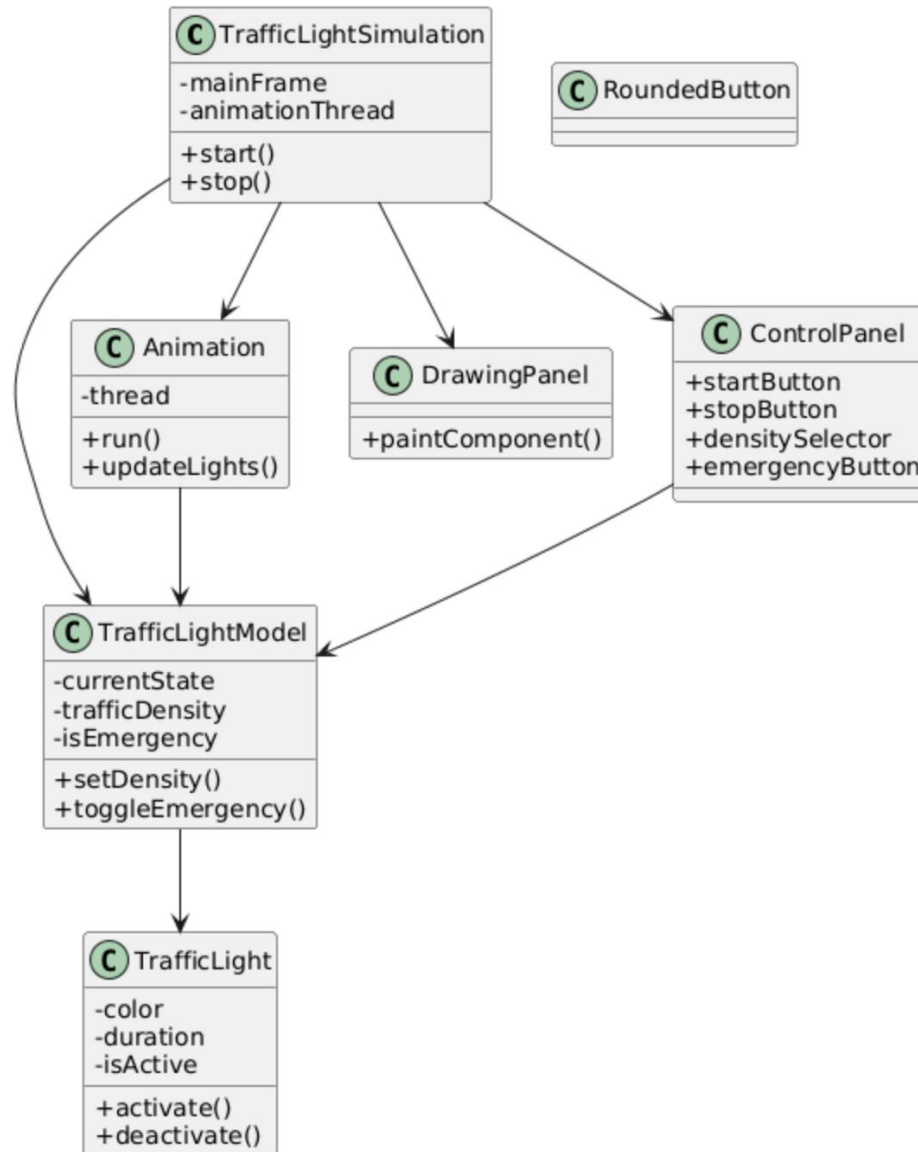 C TrafficLightSimulation
-mainFrame
-animationThread
+start()
+stop()
C RoundedButton
C Animation
-thread
+run()
+updateLights()
C DrawingPanel
+paintComponent()
C ControlPanel
+startButton
+stopButton
+densitySelector
+emergencyButton
C TrafficLightModel
-currentState
-trafficDensity
-isEmergency
+setDensity()
+toggleEmergency()
C TrafficLight
-color
-duration
-isActive
+activate()
+deactivate()